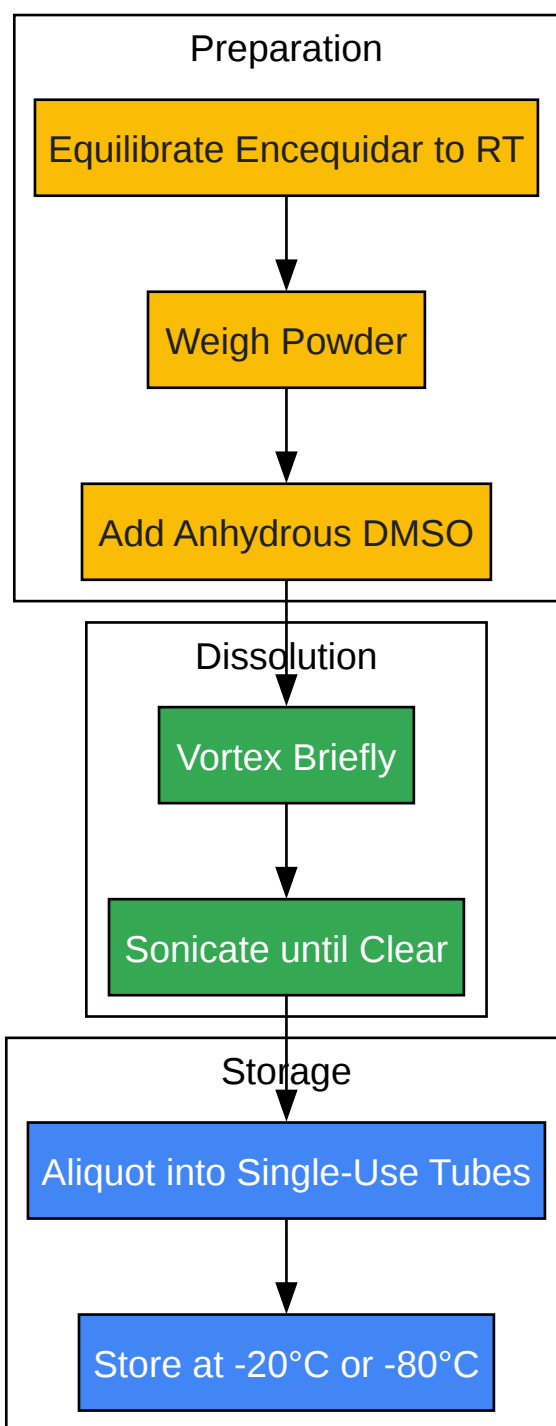 Preparation
Equilibrate Encequidar to RT
Weigh Powder
Add Anhydrous DMSO
Dissolution
Vortex Briefly
Sonicate until Clear
Storage
Aliquot into Single-Use Tubes
Store at -20°C or -80°C